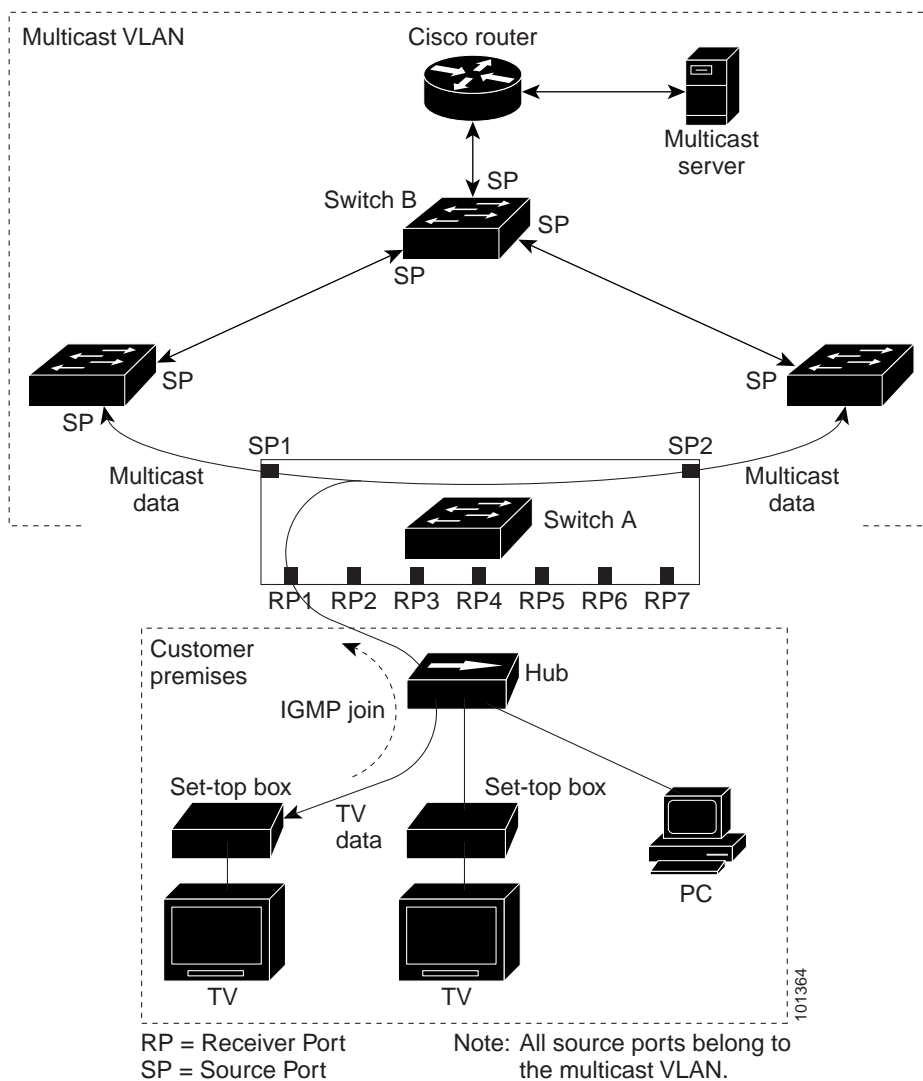 Multicast VLAN
Cisco router
Multicast
server
SP
Switch B
SP
SP
SP
SP
SP
SP1
SP2
Multicast
data
Multicast
data
Switch A
RP1 RP2 RP3 RP4 RP5 RP6 RP7
Customer
premises
Hub
IGMP join
Set-top box
Set-top box
TV
data
PC
TV
TV
101364
RP = Receiver Port
SP = Source Port
Note: All source ports belong to
the multicast VLAN.